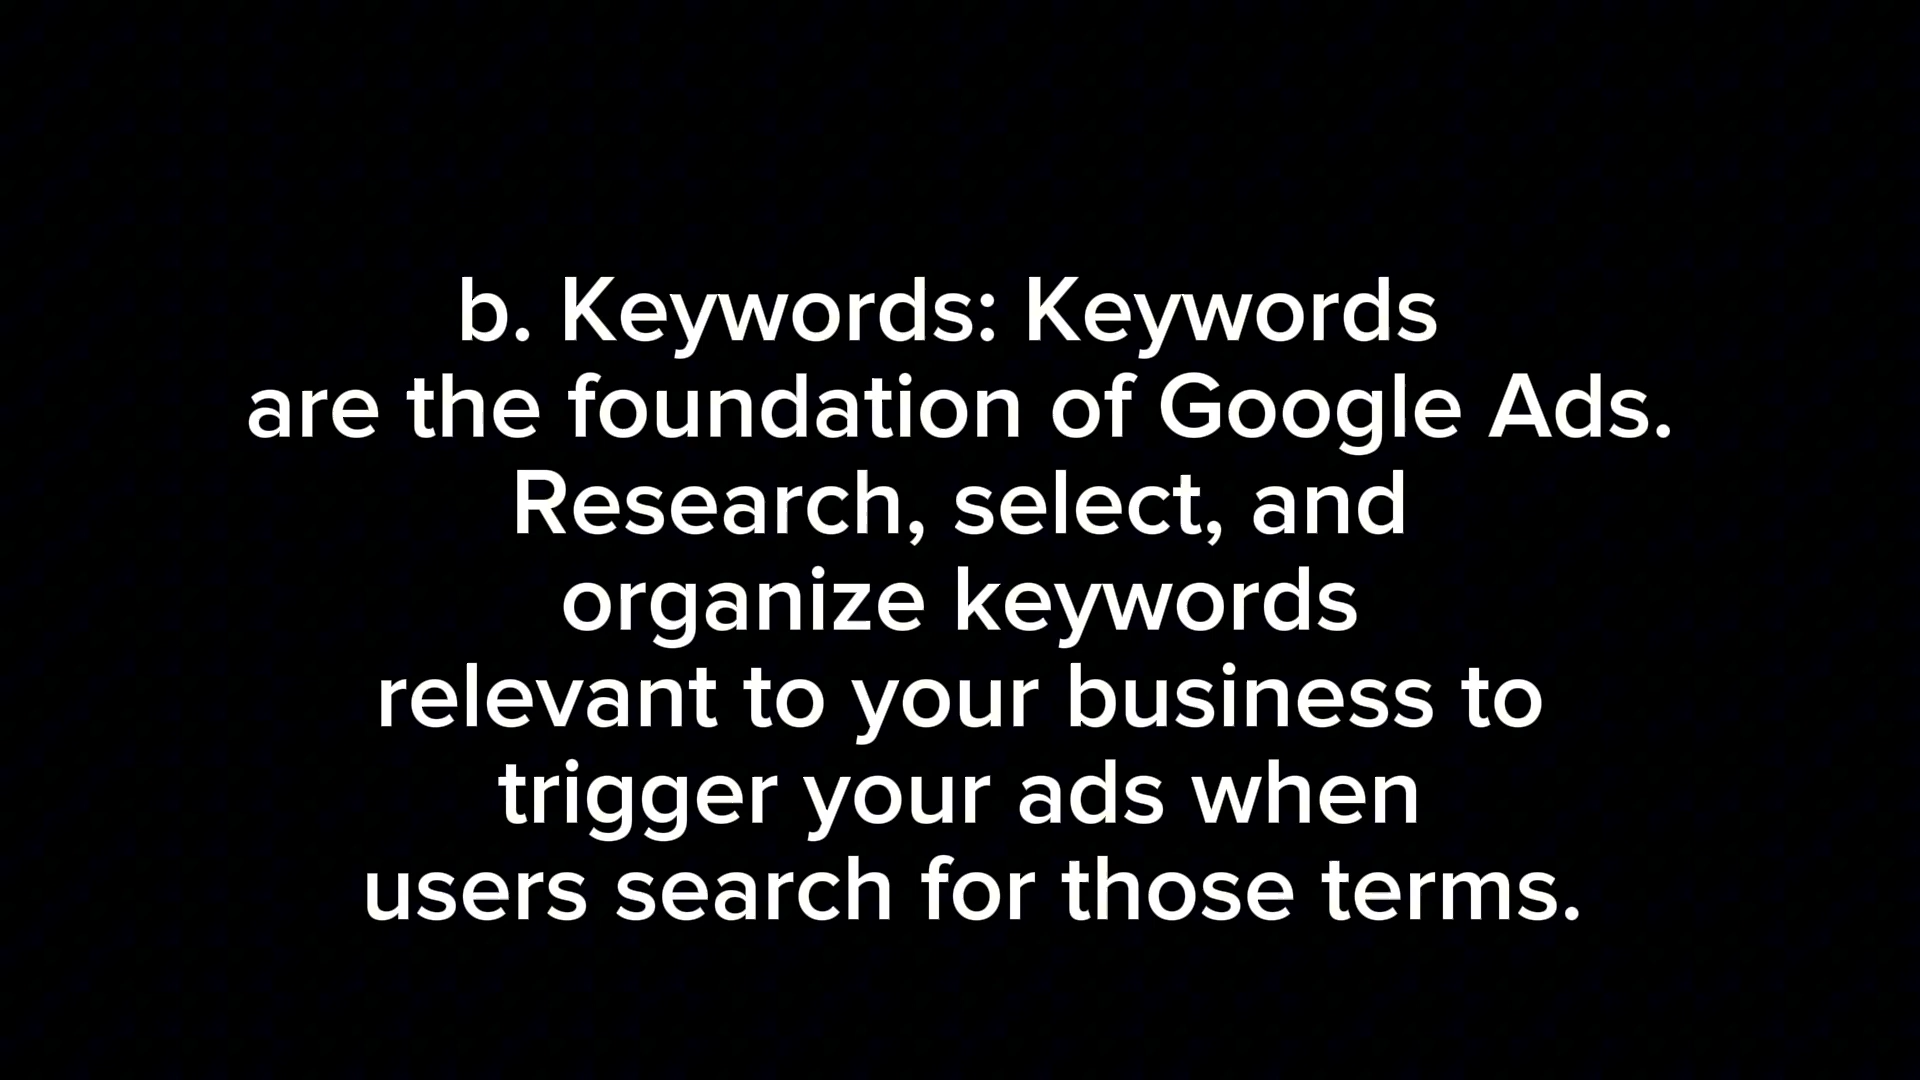 b. Keywords: Keywords
are the foundation of Google Ads.
Research, select, and
organize keywords
relevant to your business to
trigger your ads when
users search for those terms.